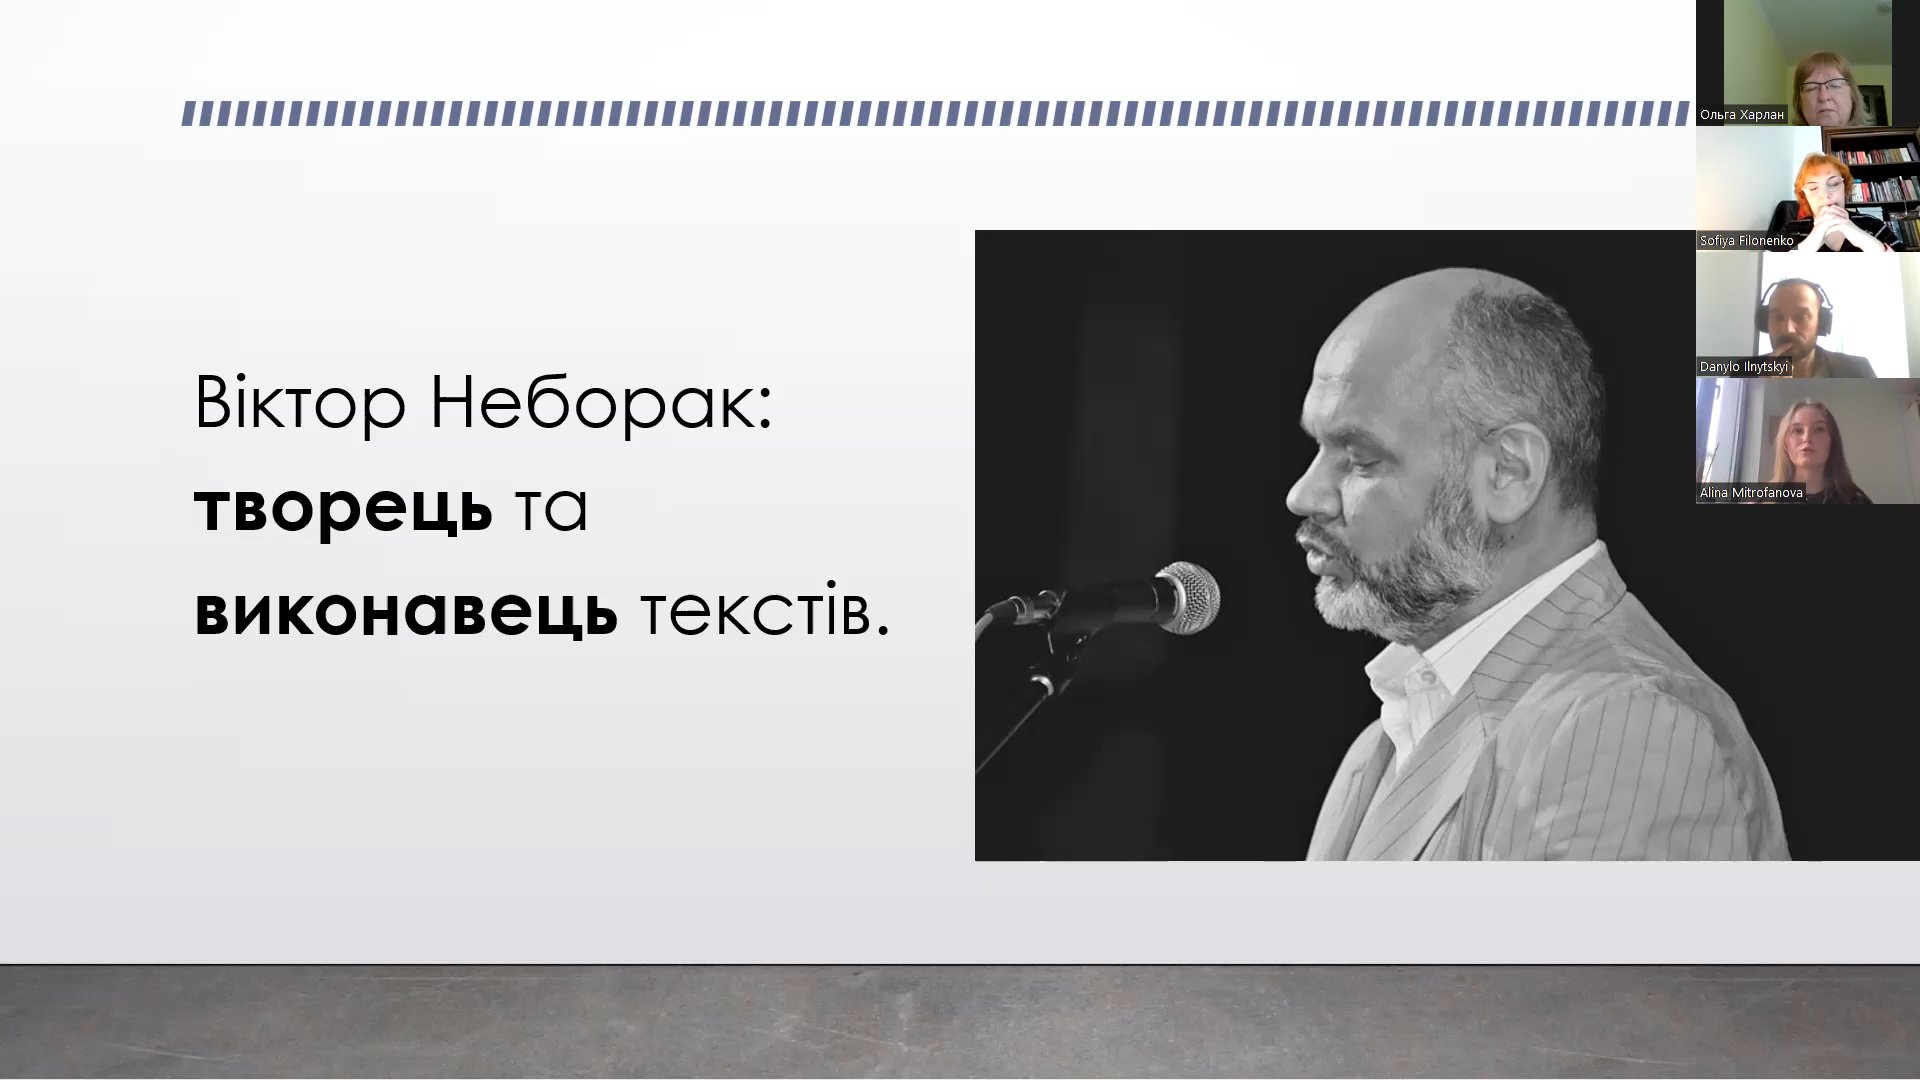 Віктор Неборак:
творець та
виконавець текстів.
Ольга Харлан
Sofiya Filonenko
Danylo Ilnytskyi
Alina Mitrofanova